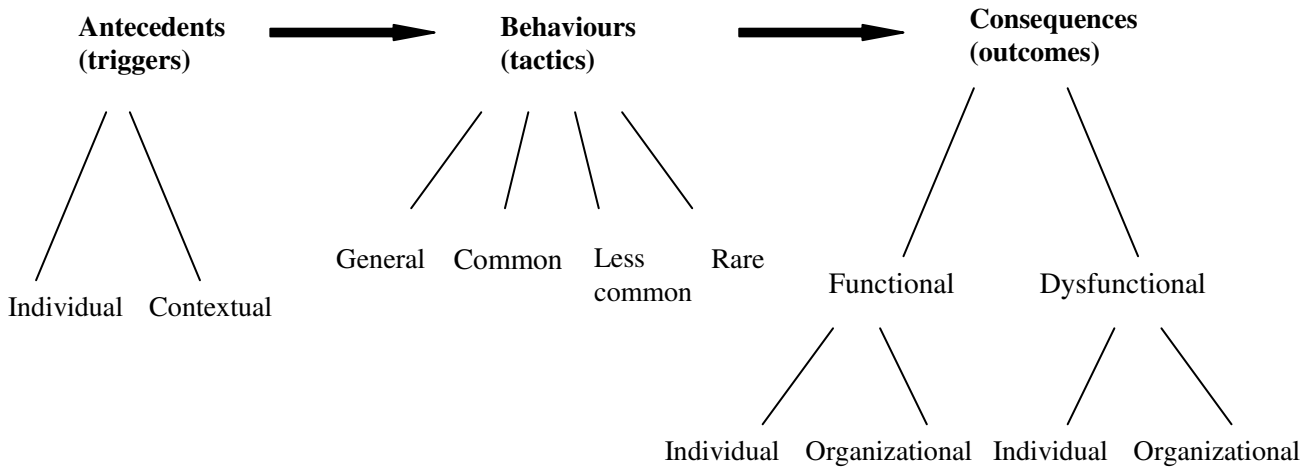 Antecedents
(triggers)
Behaviours
(tactics)
Consequences
(outcomes)
Individual
Contextual
General
Common
Less
common
Rare
Functional
Dysfunctional
Individual
Organizational
Individual
Organizational